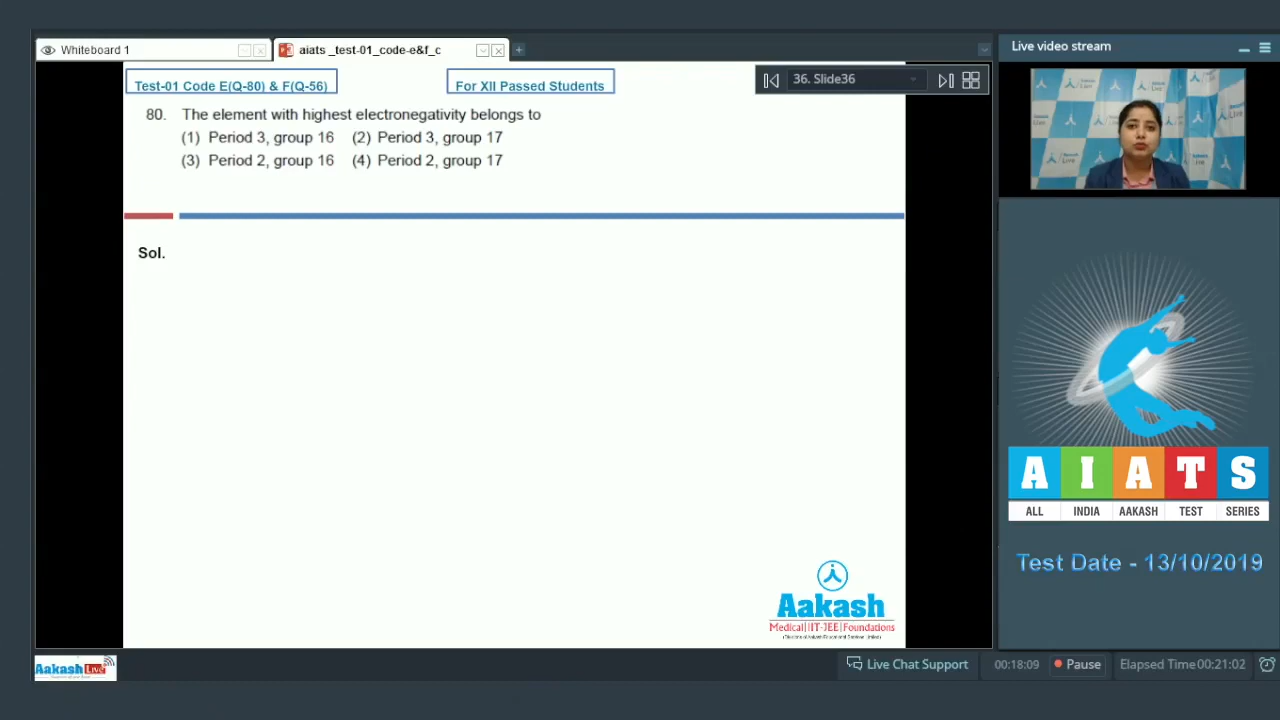 Whiteboard 1
aiats _test-01_code-e&f_c
Live video stream
Test-01 Code E(Q-80) & F(Q-56)
For XII Passed Students
36. Slide36
80. The element with highest electronegativity belongs to
(1) Period 3, group 16 (2) Period 3, group 17
(3) Period 2, group 16 (4) Period 2, group 17
Sol.
A I A T S
ALL INDIA AAKASH TEST SERIES
Test Date - 13/10/2019
Aakash
Medical|IIT-JEE|Foundations
Aakash Live
Live Chat Support
00:18:09
Pause
Elapsed Time 00:21:02